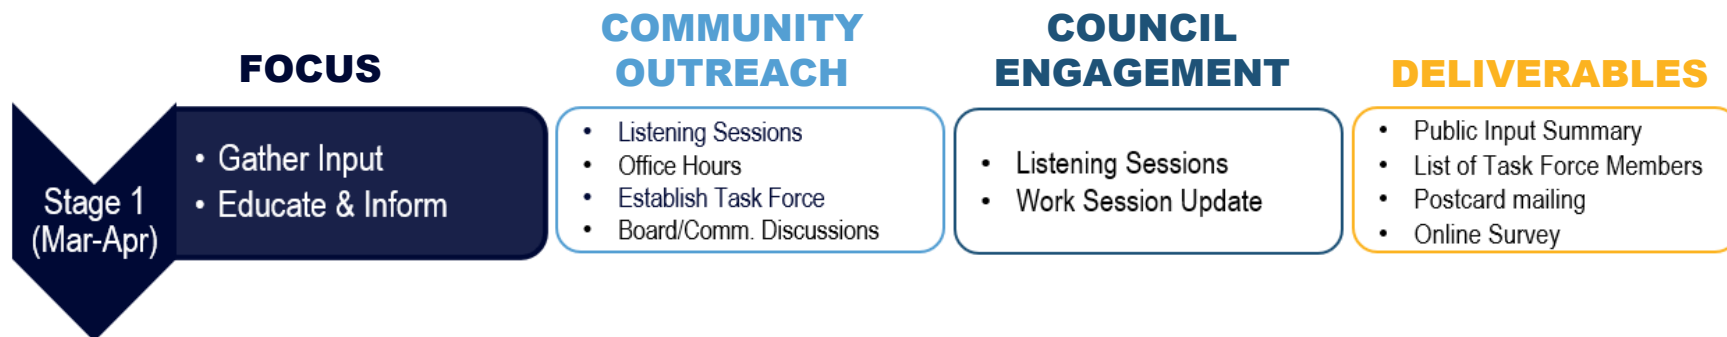 FOCUS
COMMUNITY
OUTREACH
COUNCIL
ENGAGEMENT
DELIVERABLES
Stage 1
(Mar-Apr)
• Gather Input
• Educate & Inform
• Listening Sessions
• Office Hours
• Establish Task Force
• Board/Comm. Discussions
• Listening Sessions
• Work Session Update
• Public Input Summary
• List of Task Force Members
• Postcard mailing
• Online Survey